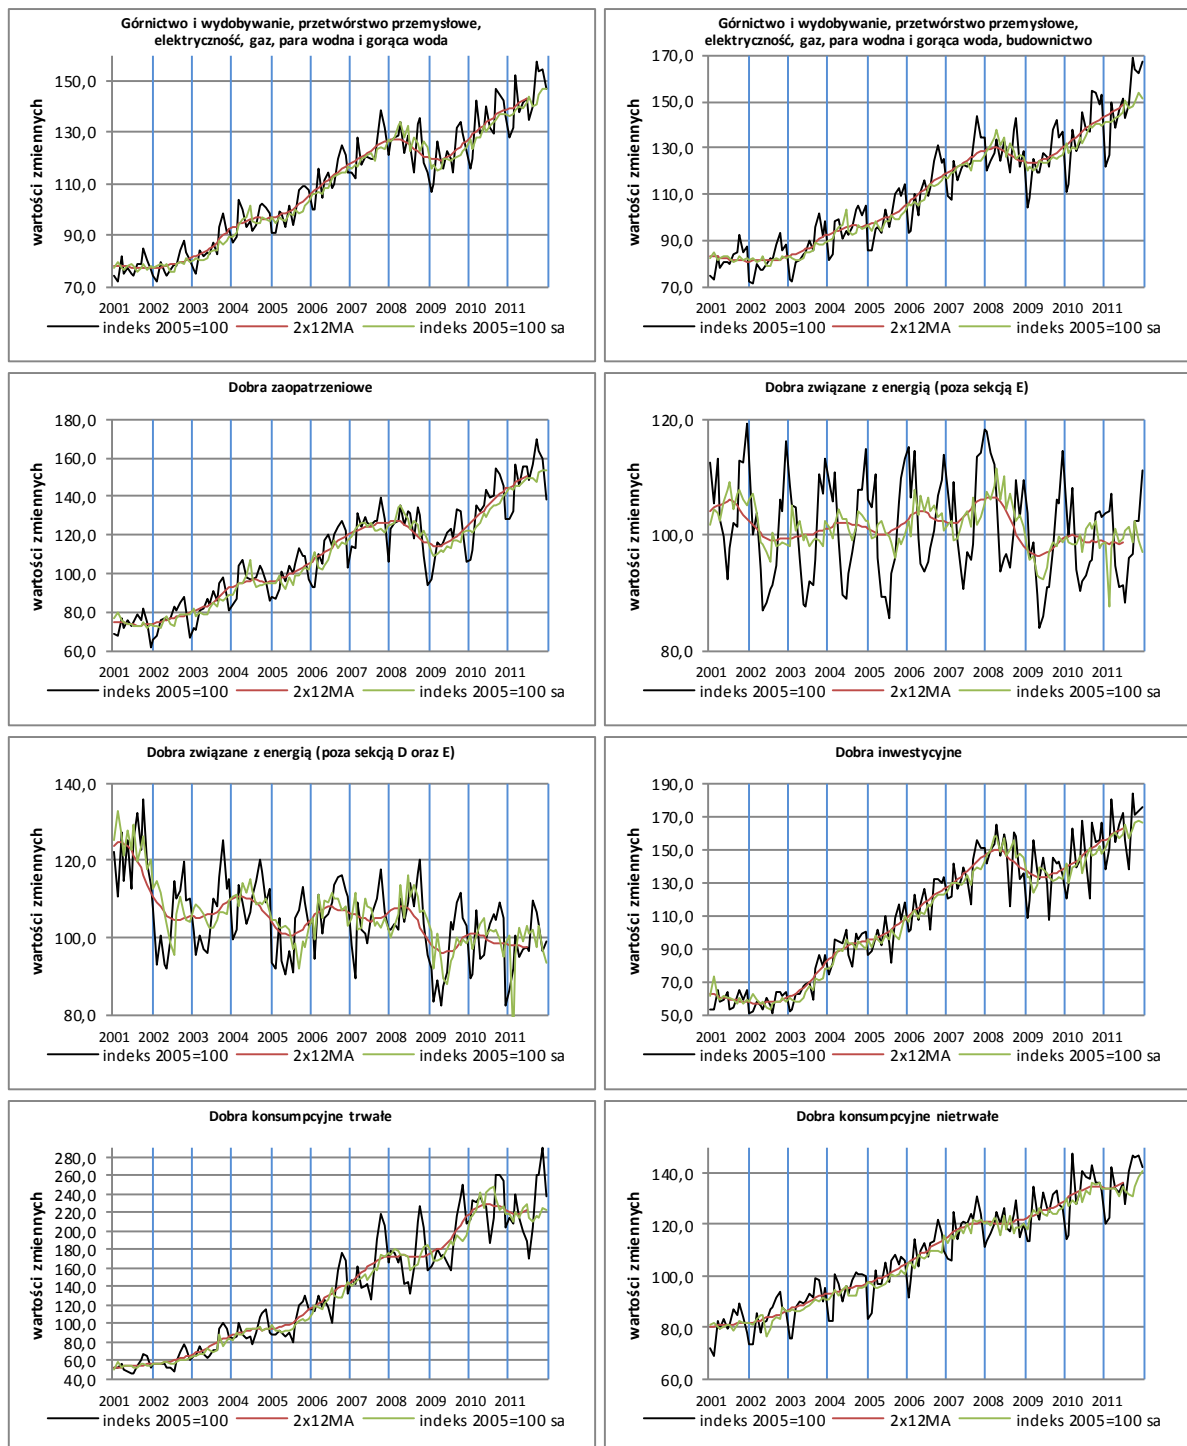 Górnictwo i wydobywanie, przetwórstwo przemysłowe,
elektryczność, gaz, para wodna i gorąca woda
wartości zmiennych
150,0
130,0
110,0
90,0
70,0
2001 2002 2003 2004 2005 2006 2007 2008 2009 2010 2011
indeks 2005=100 2x12MA indeks 2005=100 sa
Górnictwo i wydobywanie, przetwórstwo przemysłowe,
elektryczność, gaz, para wodna i gorąca woda, budownictwo
wartości zmiennych
170,0
150,0
130,0
110,0
90,0
70,0
2001 2002 2003 2004 2005 2006 2007 2008 2009 2010 2011
indeks 2005=100 2x12MA indeks 2005=100 sa
Dobra zaopatrzeniowe
wartości zmiennych
180,0
160,0
140,0
120,0
100,0
80,0
60,0
2001 2002 2003 2004 2005 2006 2007 2008 2009 2010 2011
indeks 2005=100 2x12MA indeks 2005=100 sa
Dobra związane z energią (poza sekcją E)
wartości zmiennych
120,0
100,0
80,0
2001 2002 2003 2004 2005 2006 2007 2008 2009 2010 2011
indeks 2005=100 2x12MA indeks 2005=100 sa
Dobra związane z energią (poza sekcją D oraz E)
wartości zmiennych
140,0
120,0
100,0
80,0
2001 2002 2003 2004 2005 2006 2007 2008 2009 2010 2011
indeks 2005=100 2x12MA indeks 2005=100 sa
Dobra inwestycyjne
wartości zmiennych
190,0
170,0
150,0
130,0
110,0
90,0
70,0
50,0
2001 2002 2003 2004 2005 2006 2007 2008 2009 2010 2011
indeks 2005=100 2x12MA indeks 2005=100 sa
Dobra konsumpcyjne trwałe
wartości zmiennych
280,0
260,0
240,0
220,0
200,0
180,0
160,0
140,0
120,0
100,0
80,0
60,0
40,0
2001 2002 2003 2004 2005 2006 2007 2008 2009 2010 2011
indeks 2005=100 2x12MA indeks 2005=100 sa
Dobra konsumpcyjne nietrwałe
wartości zmiennych
140,0
120,0
100,0
80,0
60,0
2001 2002 2003 2004 2005 2006 2007 2008 2009 2010 2011
indeks 2005=100 2x12MA indeks 2005=100 sa